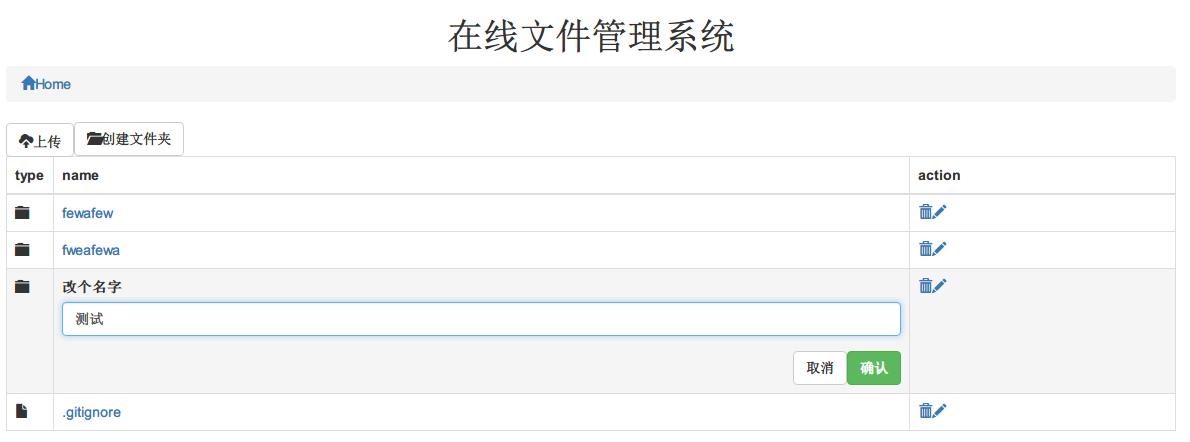 在线文件管理系统
Home
上传 创建文件夹
type name action
fewafew
fweafewa
改个名字
测试
取消 确认
.gitignore